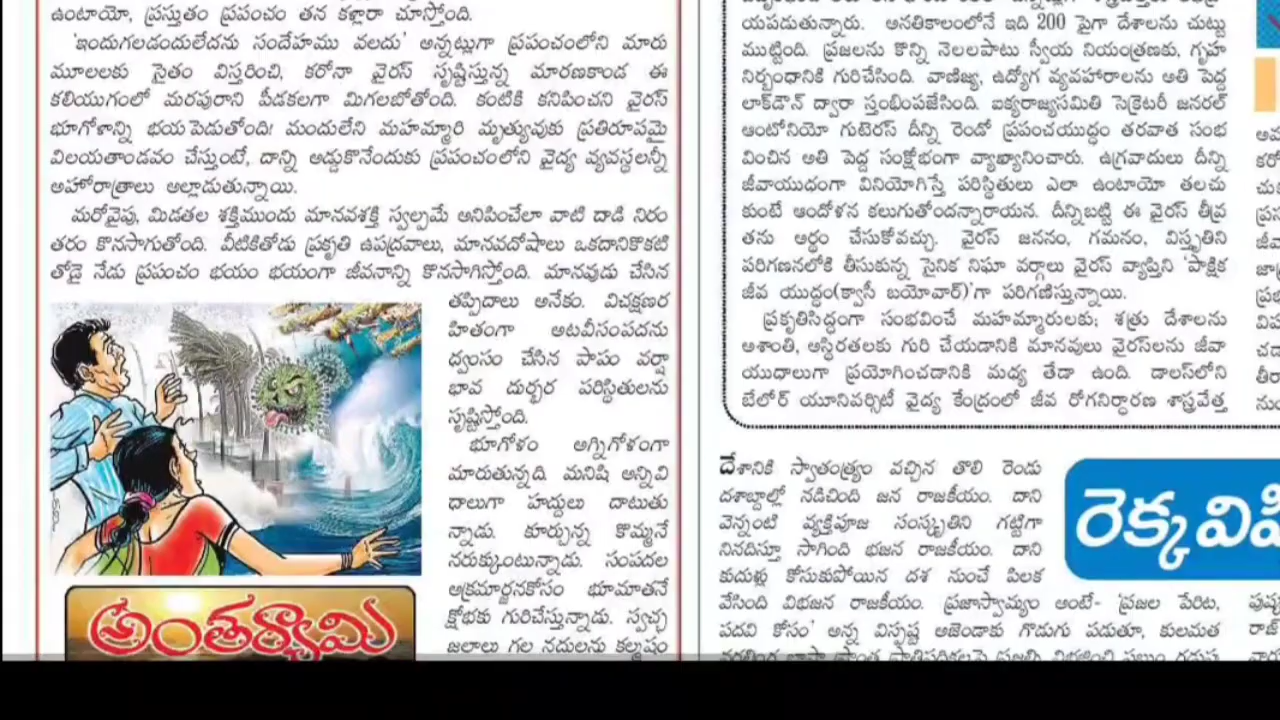 ఉంటాయో, ప్రస్తుతం ప్రపంచం తన కళ్లారా చూస్తోంది.
'ఇందుగలడందులేదను సందేహము వలదు' అన్నట్లుగా ప్రపంచంలోని మారు
మూలలకు సైతం విస్తరించి, కరోనా వైరస్ సృష్టిస్తున్న మారణకాండ ఈ
కలియుగంలో మరపురాని పీడకలగా మిగలబోతోంది. కంటికి కనిపించని వైరస్
భూగోళాన్ని భయపెడుతోంది! మందులేని మహమ్మారి మృత్యువుకు ప్రతిరూపమై
విలయతాండవం చేస్తుంటే, దాన్ని అడ్డుకొనేందుకు ప్రపంచంలోని వైద్య వ్యవస్థలన్నీ
అహోరాత్రాలు అల్లాడుతున్నాయి.
మరోవైపు, మిడతల శక్తిముందు మానవశక్తి స్వల్పమే అనిపించేలా వాటి దాడి నిరం
తరం కొనసాగుతోంది. వీటికితోడు ప్రకృతి ఉపద్రవాలు, మానవదోషాలు ఒకదానికొకటి
తోడై నేడు ప్రపంచం భయం భయంగా జీవనాన్ని కొనసాగిస్తోంది. మానవుడు చేసిన
తప్పిదాలు అనేకం. విచక్షణర
హితంగా అటవీసంపదను
ధ్వంసం చేసిన పాపం వర్షా
భావ దుర్భర పరిస్థితులను
సృష్టిస్తోంది.
భూగోళం అగ్నిగోళంగా
మారుతున్నది. మనిషి అన్నివి
ధాలుగా హద్దులు దాటుతు
న్నాడు. కూర్చున్న కొమ్మనే
నరుక్కుంటున్నాడు. సంపదల
అక్రమార్జనకోసం భూమాతనే
క్షోభకు గురిచేస్తున్నాడు. స్వచ్ఛ
జలాలు గల నదులను కల్మషం
అంతర్యామి
యపడుతున్నారు. అనతికాలంలోనే ఇది 200 పైగా దేశాలను చుట్టు
ముట్టింది. ప్రజలను కొన్ని నెలలపాటు స్వీయ నియంత్రణకు, గృహ
నిర్బంధానికి గురిచేసింది. వాణిజ్య, ఉద్యోగ వ్యవహారాలను అతి పెద్ద
లాక్‌డౌన్ ద్వారా స్తంభింపజేసింది. ఐక్యరాజ్యసమితి సెక్రెటరీ జనరల్
ఆంటోనియో గుటెరస్ దీన్ని రెండో ప్రపంచయుద్ధం తరవాత సంభ
వించిన అతి పెద్ద సంక్షోభంగా వ్యాఖ్యానించారు. ఉగ్రవాదులు దీన్ని
జీవాయుధంగా వినియోగిస్తే పరిస్థితులు ఎలా ఉంటాయో తలచు
కుంటే ఆందోళన కలుగుతోందన్నారాయన. దీన్నిబట్టి ఈ వైరస్ తీవ్ర
తను అర్థం చేసుకోవచ్చు. వైరస్ జననం, గమనం, విస్తృతిని
పరిగణనలోకి తీసుకున్న సైనిక నిఘా వర్గాలు వైరస్ వ్యాప్తిని 'పాక్షిక
జీవ యుద్ధం(క్వాసీ బయోవార్)'గా పరిగణిస్తున్నాయి.
ప్రకృతిసిద్ధంగా సంభవించే మహమ్మారులకు; శత్రు దేశాలను
అశాంతి, అస్థిరతలకు గురి చేయడానికి మానవులు వైరస్‌లను జీవా
యుధాలుగా ప్రయోగించడానికి మధ్య తేడా ఉంది. డాలస్‌లోని
బేలోర్ యూనివర్సిటీ వైద్య కేంద్రంలో జీవ రోగనిర్ధారణ శాస్త్రవేత్త
దేశానికి స్వాతంత్ర్యం వచ్చిన తొలి రెండు
దశాబ్దాల్లో నడిచింది జన రాజకీయం. దాని
వెన్నంటి వ్యక్తిపూజ సంస్కృతిని గట్టిగా
నినదిస్తూ సాగింది భజన రాజకీయం. దాని
కుదుళ్లు కోసుకుపోయిన దశ నుంచే పిలక
వేసింది విభజన రాజకీయం. ప్రజాస్వామ్యం అంటే- 'ప్రజల పేరిట,
పదవి కోసం' అన్న విస్పష్ట అజెండాకు గొడుగు పడుతూ, కులమత
రెక్కవిపి